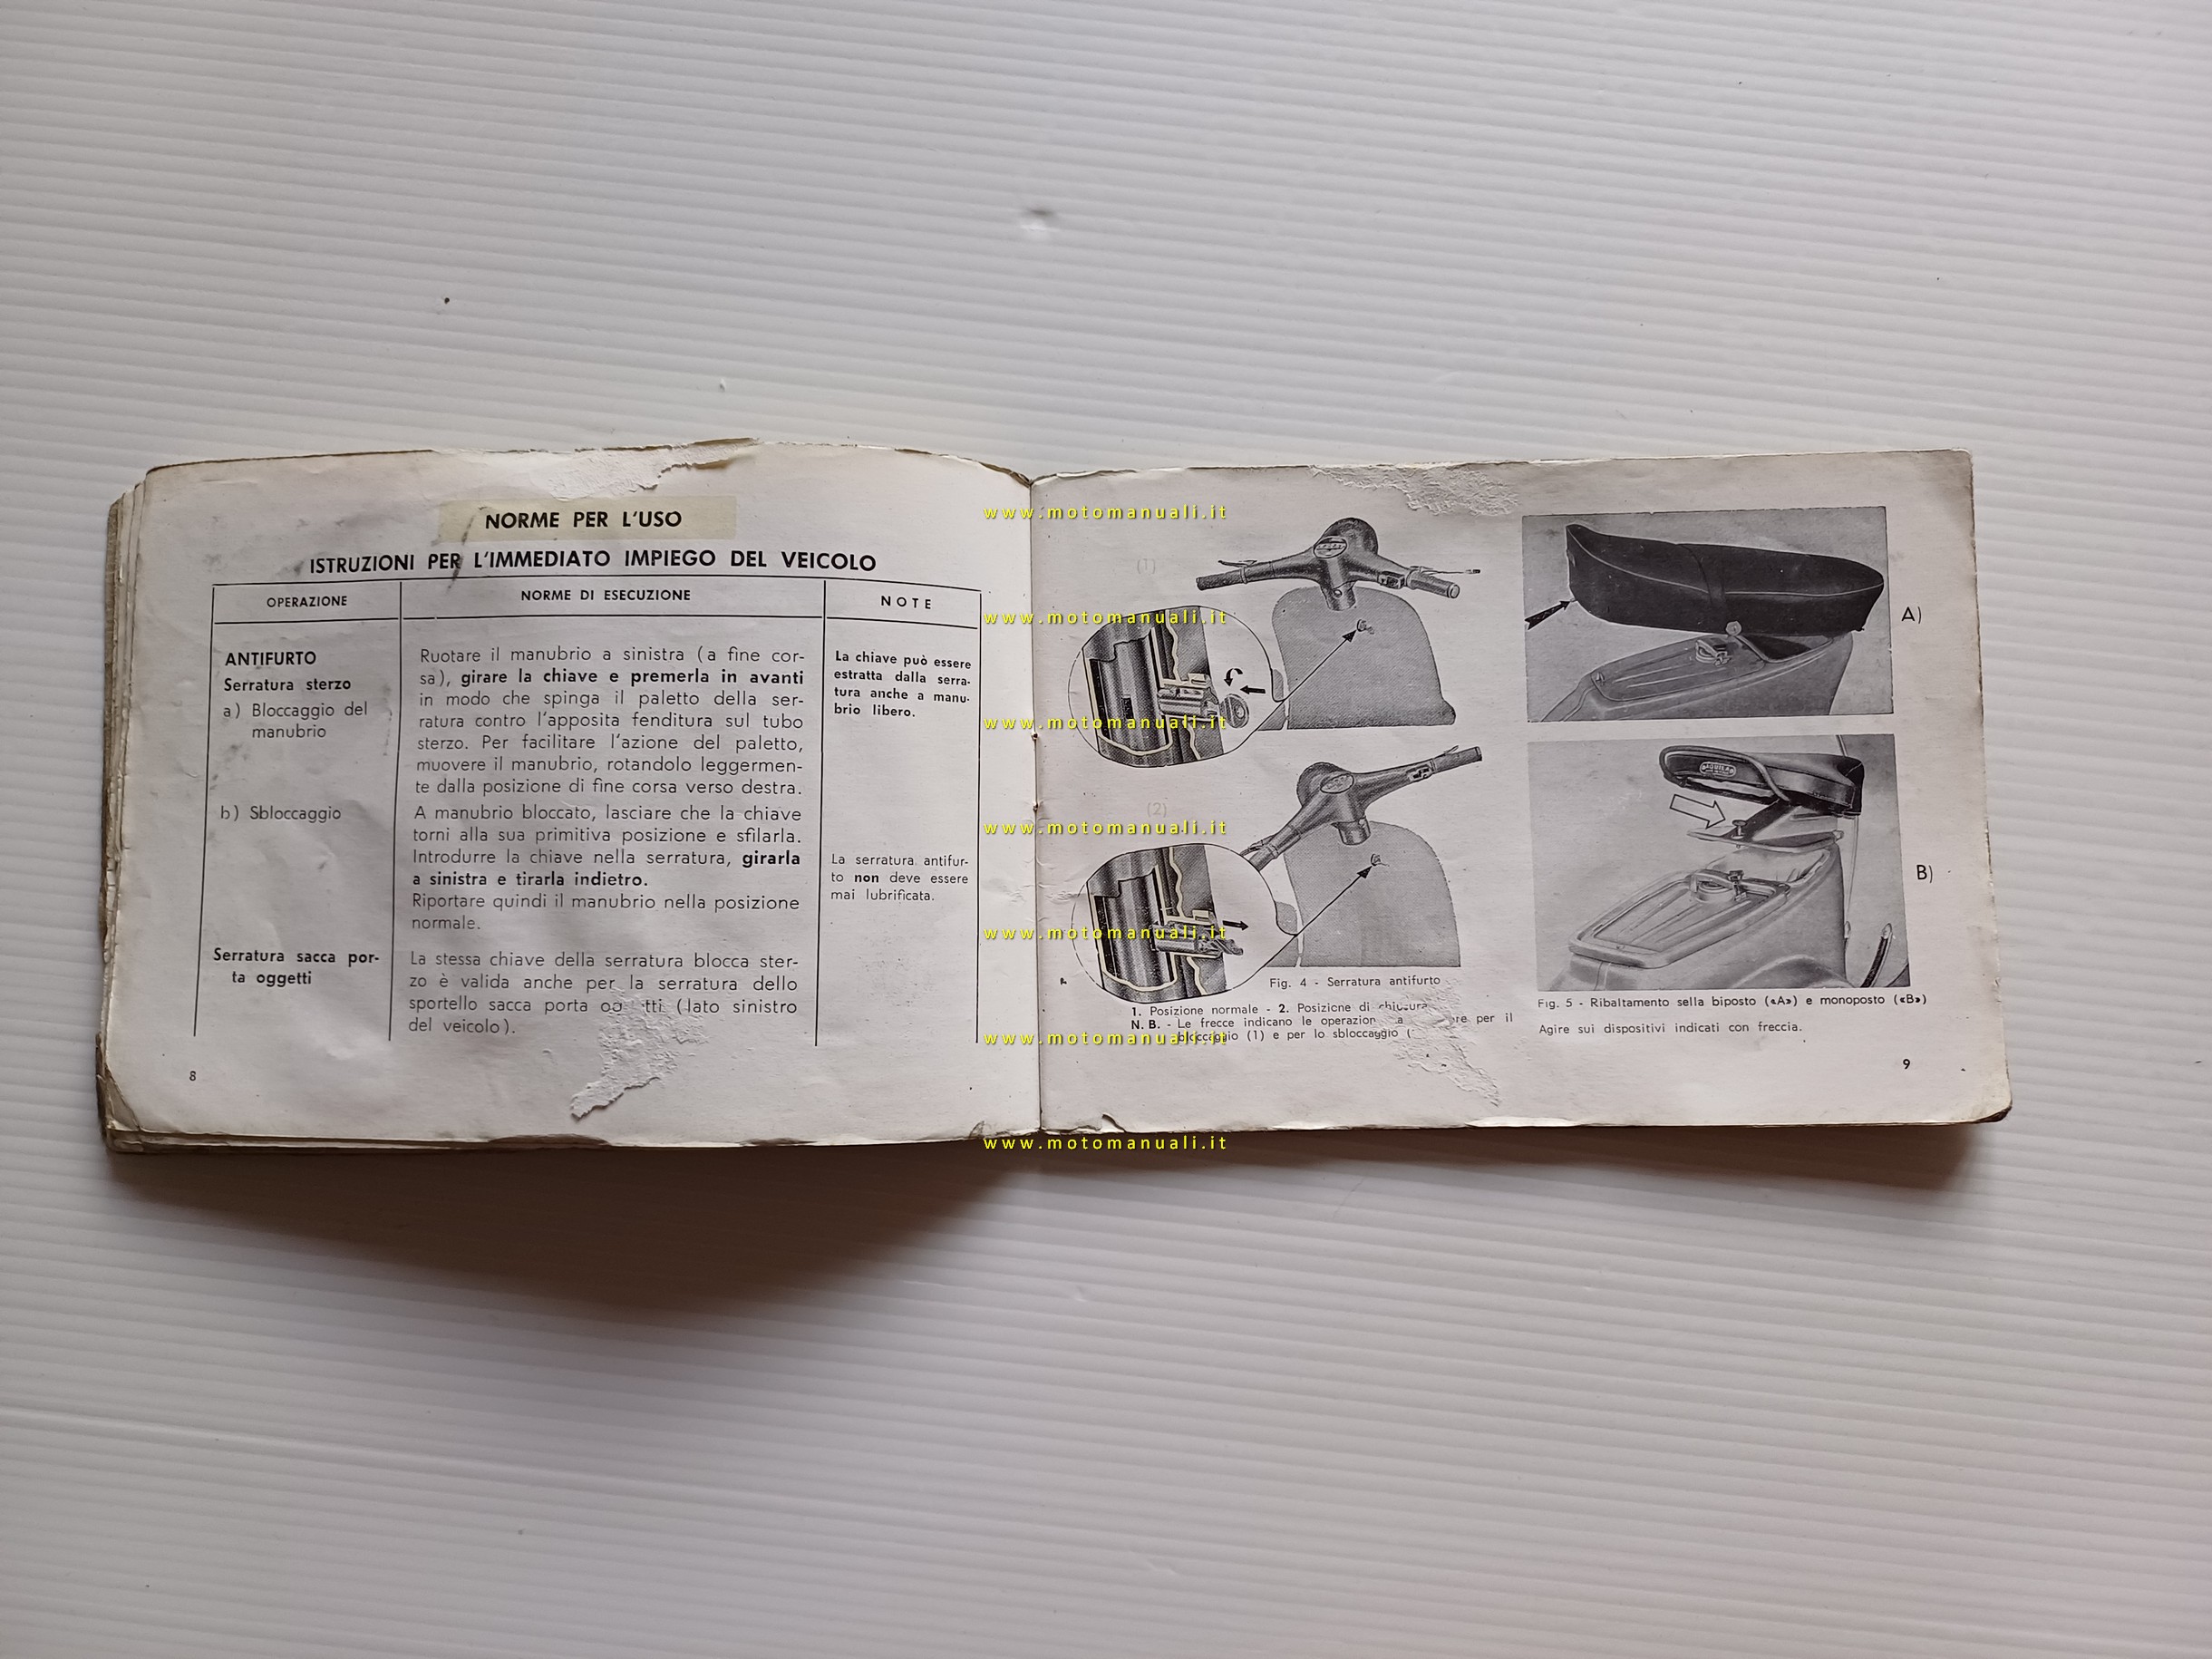 NORME PER L'USO
ISTRUZIONI PER L'IMMEDIATO IMPIEGO DEL VEICOLO
OPERAZIONE
NORME DI ESECUZIONE
NOTE
ANTIFURTO
Serratura sterzo
a) Bloccaggio del
manubrio
Ruotare il manubrio a sinistra (a fine cor-
sa), girare la chiave e premerla in avanti
in modo che spinga il paletto della ser-
ratura contro l'apposita fenditura sul tubo
sterzo. Per facilitare l'azione del paletto,
muovere il manubrio, rotandolo leggermen-
te dalla posizione di fine corsa verso destra.
La chiave può essere
estratta dalla serra-
tura anche a manu-
brio libero.
b) Sbloccaggio
A manubrio bloccato, lasciare che la chiave
torni alla sua primitiva posizione e sfilarla.
Introdurre la chiave nella serratura, girarla
a sinistra e tirarla indietro.
Riportare quindi il manubrio nella posizione
normale.
La serratura antifur-
to non deve essere
mai lubrificata.
Serratura sacca por-
ta oggetti
La stessa chiave della serratura blocca ster-
zo è valida anche per la serratura dello
sportello sacca porta (lato sinistro
del veicolo).
8
www.motomanuali.it
www.motomanuali.it
www.motomanuali.it
www.motomanuali.it
www.motomanuali.it
www.motomanuali.it
www.motomanuali.it
(1)
(2)
Fig. 4 - Serratura antifurto
1. Posizione normale - 2. Posizione di chiusura
N. B. - Le frecce indicano le per il
bloccaggio (1) e per lo sbloccaggio
A)
B)
Fig. 5 - Ribaltamento sella biposto («A») e monoposto («B»)
Agire sui dispositivi indicati con freccia.
9